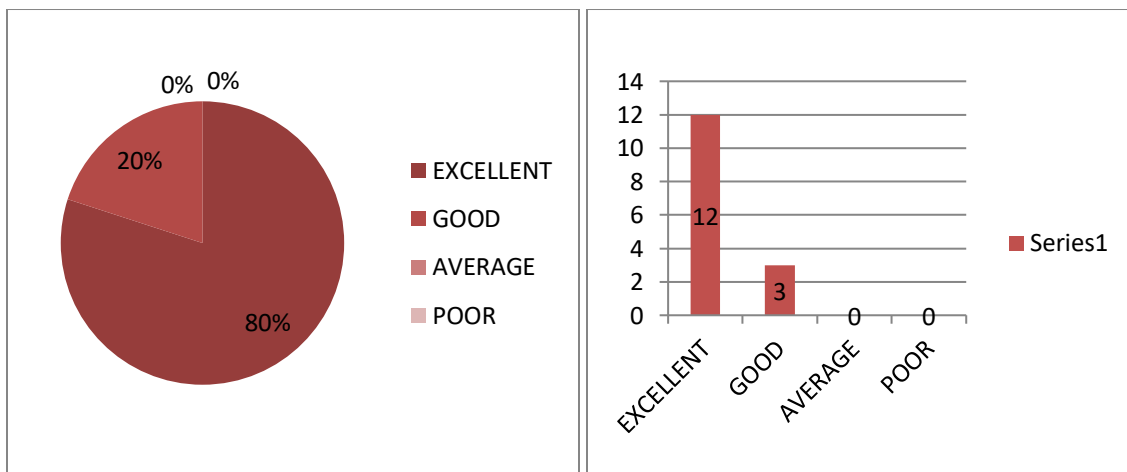 0% 0%
20%
80%
EXCELLENT
GOOD
AVERAGE
POOR
14
12
10
8
6
4
2
0
12
3
0
0
EXCELLENT
GOOD
AVERAGE
POOR
Series1